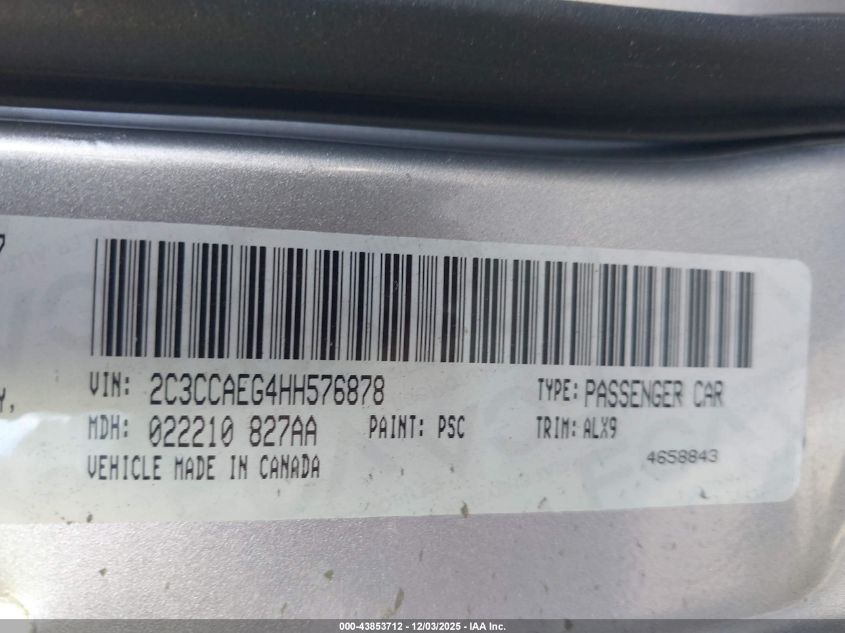 7
Y,
VIN: 2C3CCAEG4HH576878 TYPE: PASSENGER CAR
MDH: 022210 827AA PAINT: PSC TRIM: ALX9
VEHICLE MADE IN CANADA 4658843
000-43853712 - 12/03/2025 - IAA Inc.